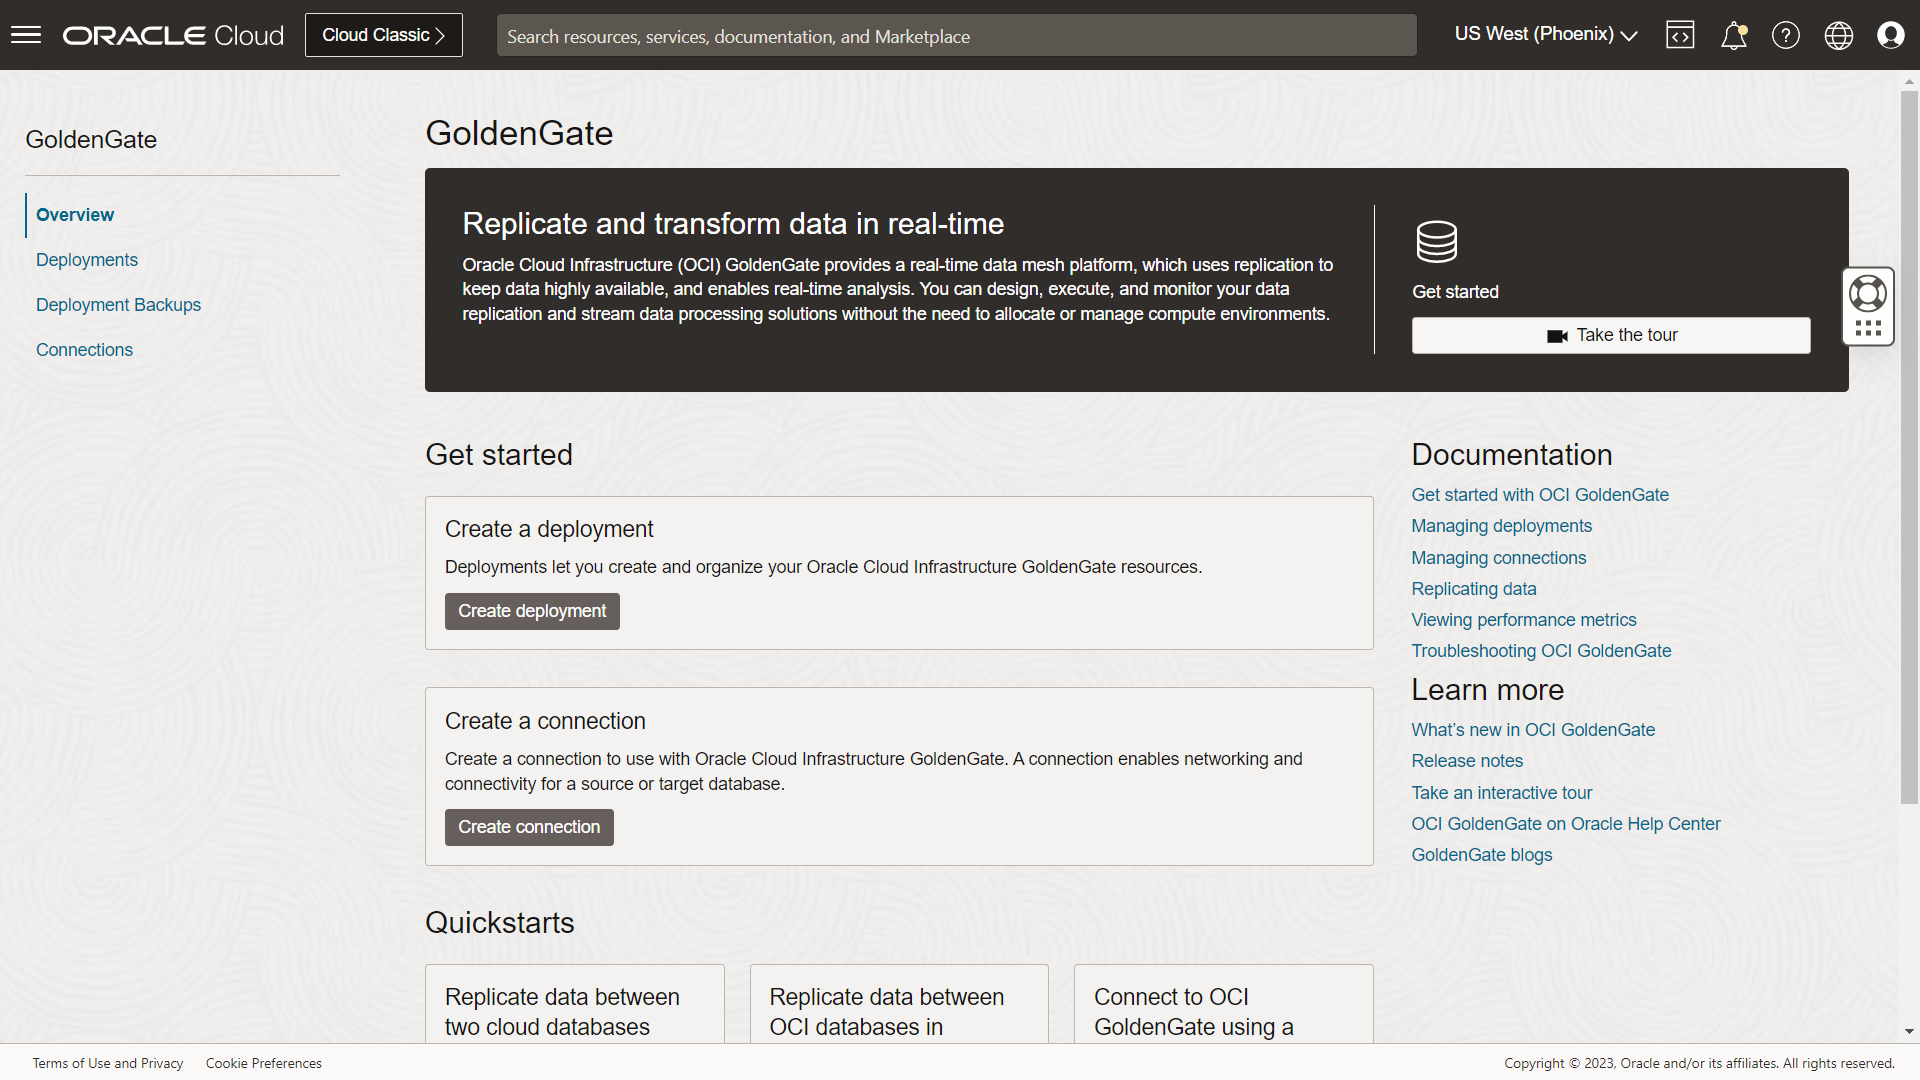 ORACLE Cloud
Cloud Classic
Search resources, services, documentation, and Marketplace
US West (Phoenix)
GoldenGate
Overview
Deployments
Deployment Backups
Connections
GoldenGate
Replicate and transform data in real-time
Oracle Cloud Infrastructure (OCI) GoldenGate provides a real-time data mesh platform, which uses replication to
keep data highly available, and enables real-time analysis. You can design, execute, and monitor your data
replication and stream data processing solutions without the need to allocate or manage compute environments.
Get started
Take the tour
Get started
Create a deployment
Deployments let you create and organize your Oracle Cloud Infrastructure GoldenGate resources.
Create deployment
Create a connection
Create a connection to use with Oracle Cloud Infrastructure GoldenGate. A connection enables networking and
connectivity for a source or target database.
Create connection
Documentation
Get started with OCI GoldenGate
Managing deployments
Managing connections
Replicating data
Viewing performance metrics
Troubleshooting OCI GoldenGate
Learn more
What's new in OCI GoldenGate
Release notes
Take an interactive tour
OCI GoldenGate on Oracle Help Center
GoldenGate blogs
Quickstarts
Replicate data between
two cloud databases
Replicate data between
OCI databases in
Connect to OCI
GoldenGate using a
Terms of Use and Privacy
Cookie Preferences
Copyright © 2023, Oracle and/or its affiliates. All rights reserved.